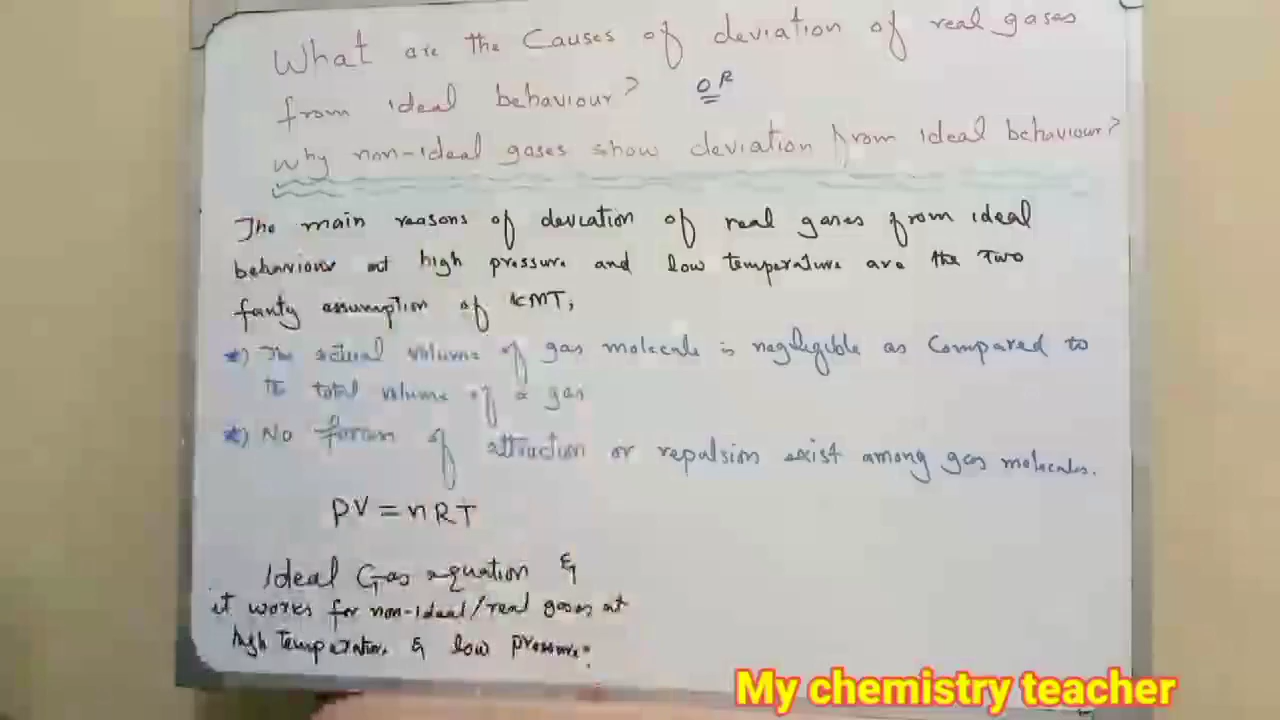 What are the Causes of deviation of real gases
from ideal behaviour? OR
Why non-ideal gases show deviation from ideal behaviour?
The main reasons of deviation of real gases from ideal
behaviour at high pressure and low temperature are the Two
faulty assumption of KMT;
*) The actual volume of gas molecule is negligible as Compared to
the total volume of a gas
*) No forces of attraction or repulsion exist among gas molecules.
PV = nRT
Ideal Gas equation &
it works for non-ideal/real gases at
high Temperature & low pressure.
My chemistry teacher